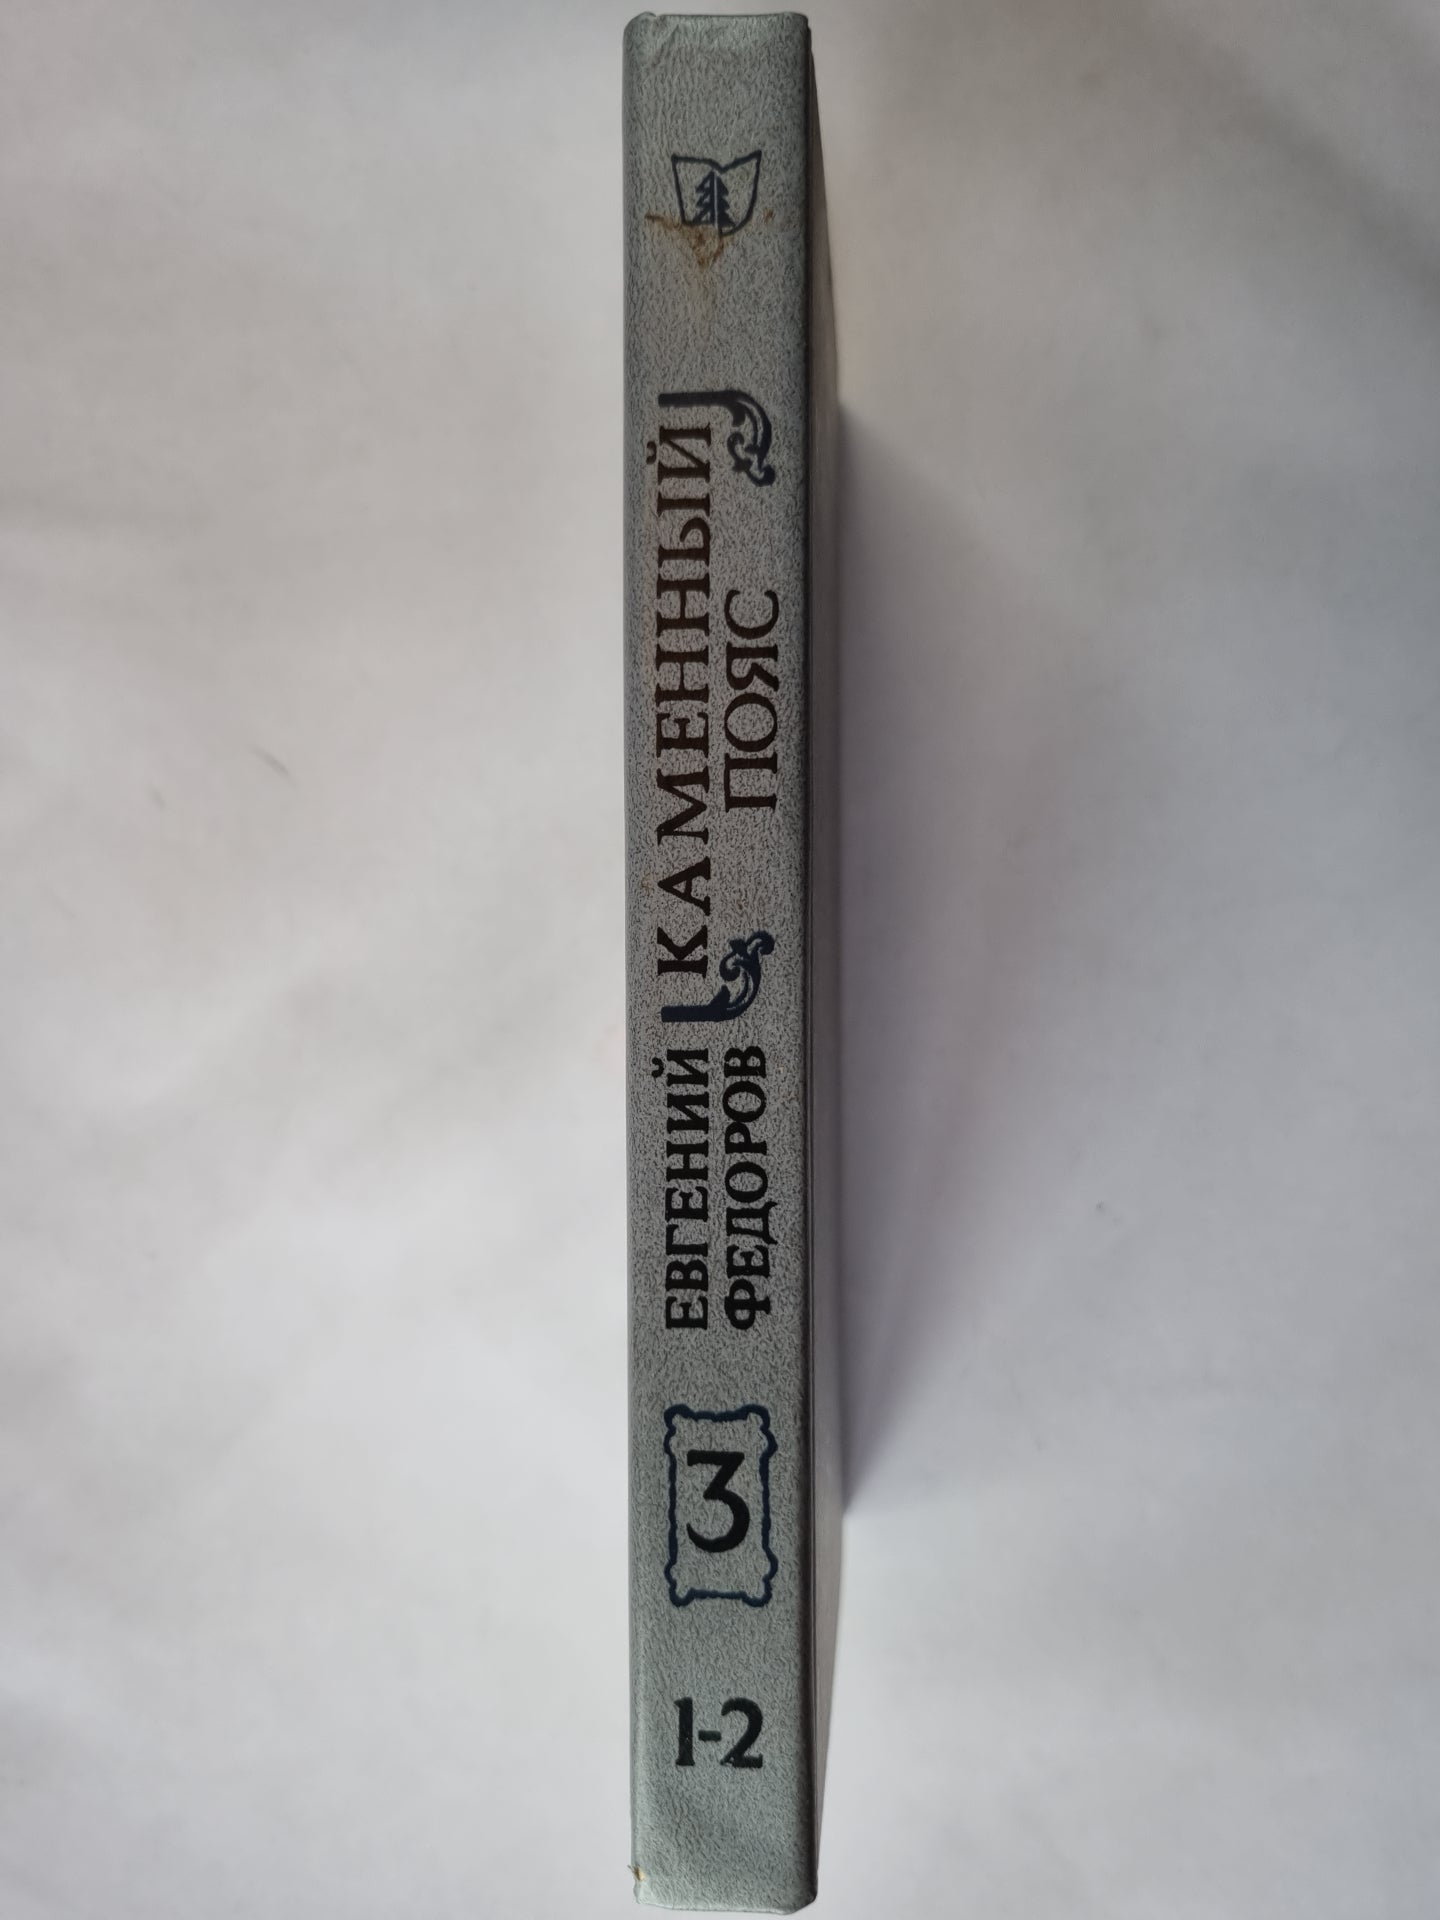 ЕВГЕНИЙ
ФЕДОРОВ
КАМЕННЫЙ
ПОЯС
3
1-2